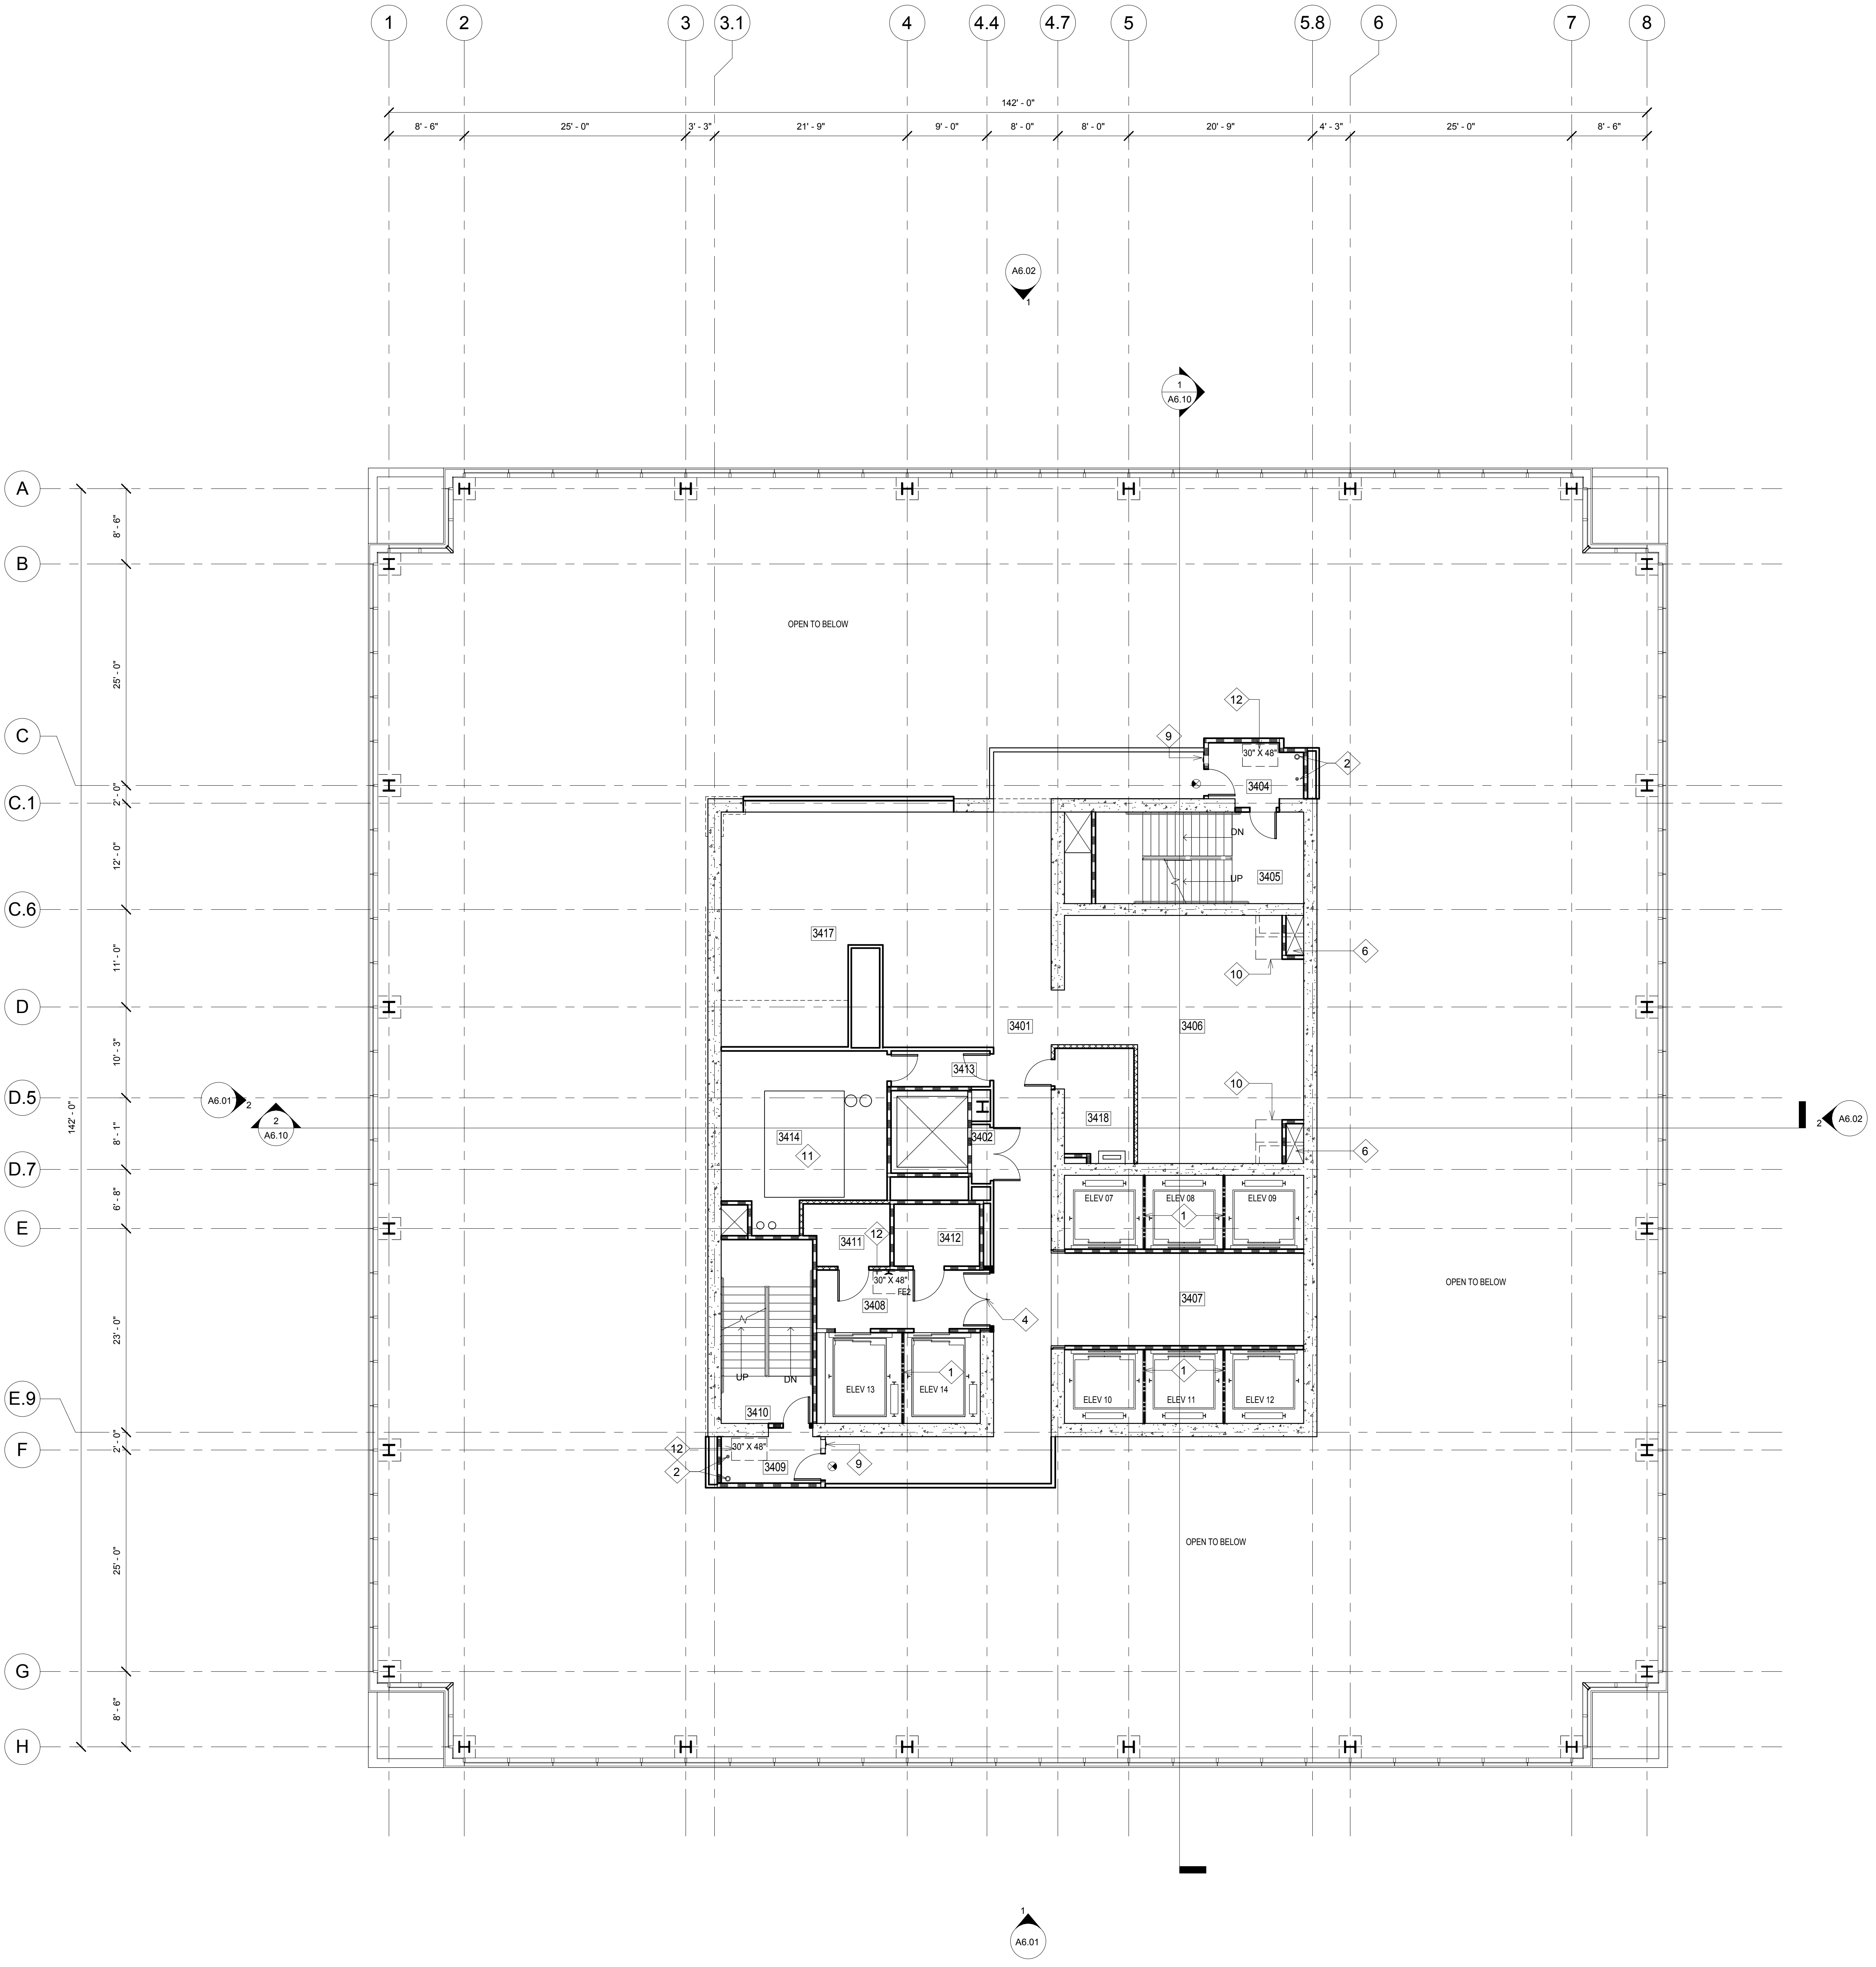 1 2 3 3.1 4 4.4 4.7 5 5.8 6 7 8
142' - 0"
8' - 6" 25' - 0" 3' - 3" 21' - 9" 9' - 0" 8' - 0" 8' - 0" 20' - 9" 4' - 3" 25' - 0" 8' - 6"
A6.02
1
1
A6.10
A
8' - 6"
B
OPEN TO BELOW
25' - 0"
12
C
9
30" X 48"
2
3404
2' - 0"
C.1
DN
12' - 0"
UP
3405
C.6
3417
6
11' - 0"
10
D
3401
3406
10' - 3"
3413
10
D.5
A6.01
2
142' - 0"
2
A6.10
3418
A6.02
2
8' - 1"
3414
3402
11
6
D.7
6' - 8"
ELEV 07
ELEV 08
ELEV 09
1
E
12
3411
3412
30" X 48"
FE2
OPEN TO BELOW
3408
3407
4
23' - 0"
UP
DN
1
1
ELEV 13
ELEV 14
E.9
ELEV 10
ELEV 11
ELEV 12
3410
2' - 0"
F
12
30" X 48"
9
2
3409
OPEN TO BELOW
25' - 0"
G
8' - 6"
H
1
A6.01